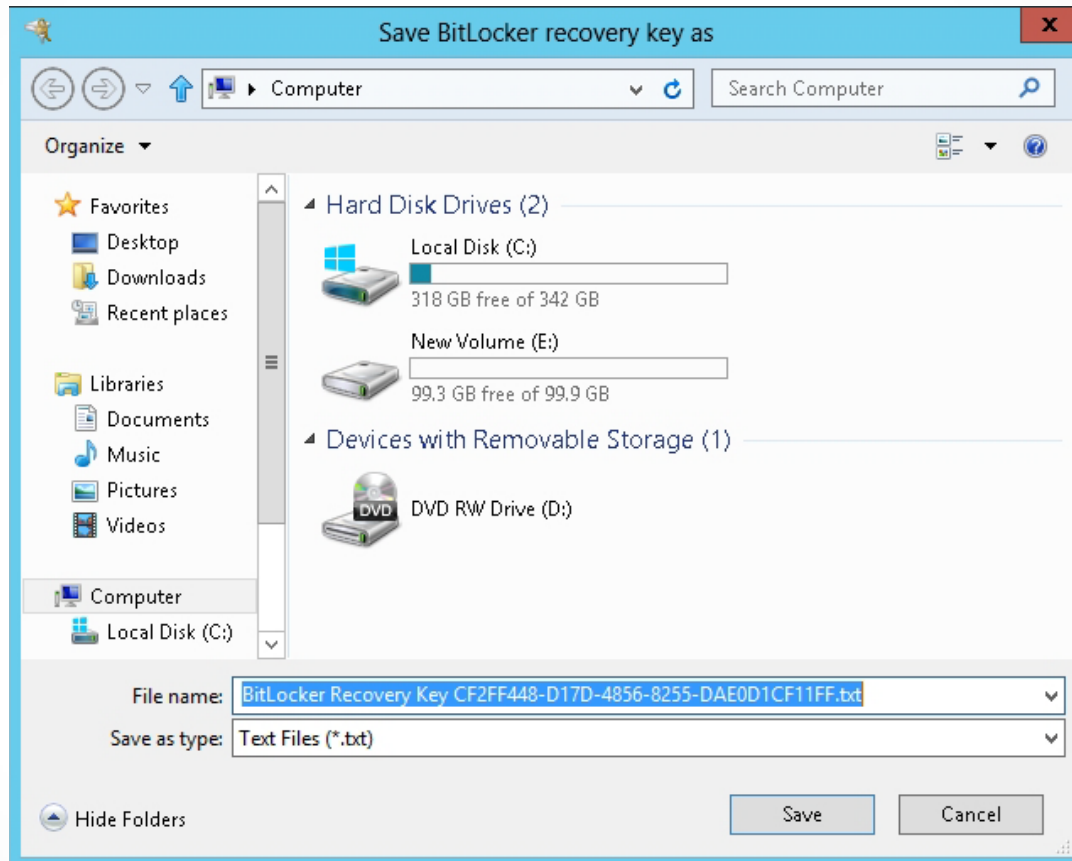 Save BitLocker recovery key as
X
Computer
Search Computer
Organize
Favorites
Desktop
Downloads
Recent places
Libraries
Documents
Music
Pictures
Videos
Computer
Local Disk (C:)
Hard Disk Drives (2)
Local Disk (C:)
318 GB free of 342 GB
New Volume (E:)
99.3 GB free of 99.9 GB
Devices with Removable Storage (1)
DVD
DVD RW Drive (D:)
File name: BitLocker Recovery Key CF2FF448-D17D-4856-8255-DAE0D1CF11FF.txt
Save as type: Text Files (*.txt)
Hide Folders
Save
Cancel